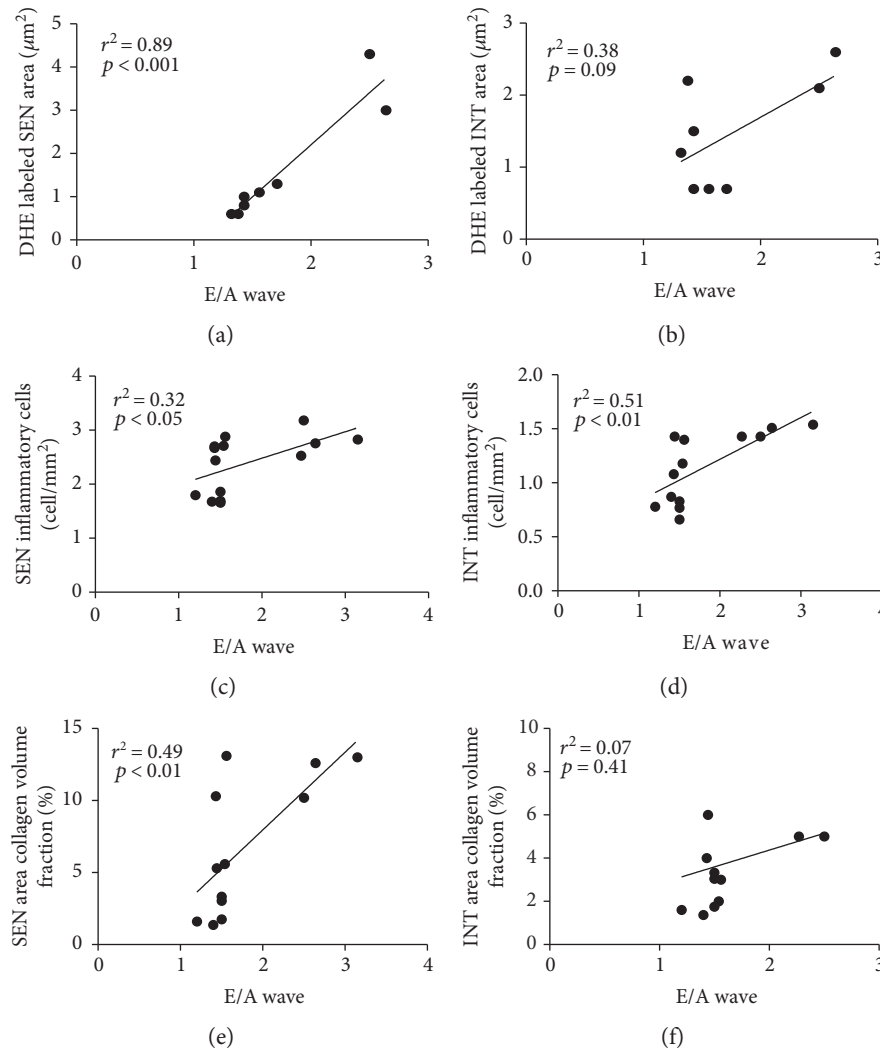 5
4
3
2
1
0
DHE labeled SEN area (μm²)
r² = 0.89
p < 0.001
0
1
2
3
E/A wave
(a)
3
2
1
0
DHE labeled INT area (μm²)
r² = 0.38
p = 0.09
0
1
2
3
E/A wave
(b)
4
3
2
1
0
SEN inflammatory cells
(cell/mm²)
r² = 0.32
p < 0.05
0
1
2
3
4
E/A wave
(c)
2.0
1.5
1.0
0.5
0.0
INT inflammatory cells
(cell/mm²)
r² = 0.51
p < 0.01
0
1
2
3
4
E/A wave
(d)
15
10
5
0
SEN area collagen volume
fraction (%)
r² = 0.49
p < 0.01
0
1
2
3
4
E/A wave
(e)
10
8
6
4
2
0
INT area collagen volume
fraction (%)
r² = 0.07
p = 0.41
0
1
2
3
E/A wave
(f)